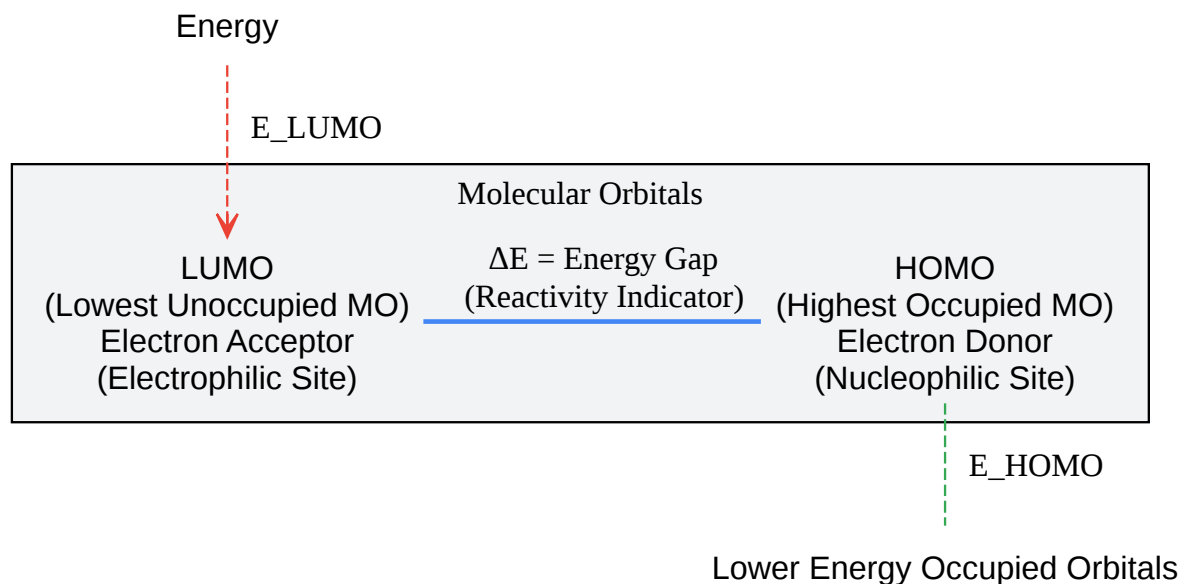 Energy
E_LUMO
Molecular Orbitals
LUMO
(Lowest Unoccupied MO)
Electron Acceptor
(Electrophilic Site)
ΔE = Energy Gap
(Reactivity Indicator)
HOMO
(Highest Occupied MO)
Electron Donor
(Nucleophilic Site)
E_HOMO
Lower Energy Occupied Orbitals